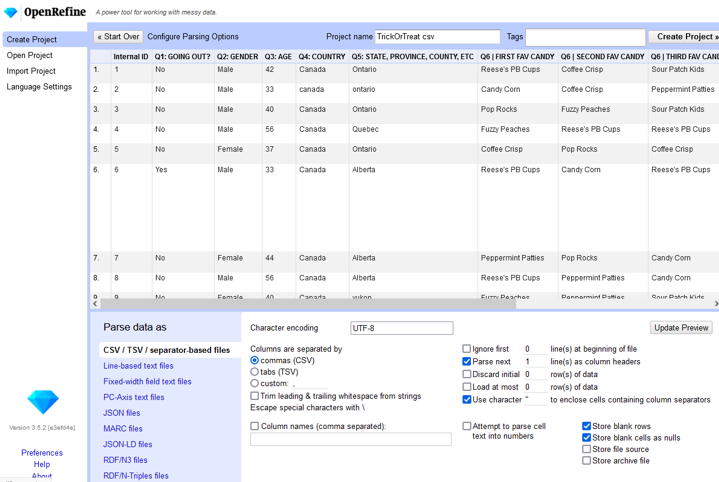 OpenRefine A power tool for working with messy data.
Create Project
Open Project
Import Project
Language Settings
« Start Over Configure Parsing Options Project name TrickOrTreat csv Tags Create Project »
Internal ID Q1: GOING OUT? Q2: GENDER Q3: AGE Q4: COUNTRY Q5: STATE, PROVINCE, COUNTY, ETC Q6 | FIRST FAV CANDY Q6 | SECOND FAV CANDY Q6 | THIRD FAV CAND
1. 1 No Male 42 Canada Ontario Reese's PB Cups Coffee Crisp Sour Patch Kids
2. 2 No Male 33 canada ontario Candy Corn Coffee Crisp Peppermint Patties
3. 3 No Male 40 Canada Ontario Pop Rocks Fuzzy Peaches Sour Patch Kids
4. 4 No Male 56 Canada Quebec Fuzzy Peaches Reese's PB Cups Reese's PB Cups
5. 5 No Female 37 Canada Ontario Coffee Crisp Pop Rocks Coffee Crisp
6. 6 Yes Male 33 Canada Alberta Reese's PB Cups Candy Corn Reese's PB Cups
7. 7 No Female 44 Canada Alberta Peppermint Patties Pop Rocks Candy Corn
8. 8 No Male 56 Canada Alberta Reese's PB Cups Peppermint Patties Candy Corn
9. 9 No Female 40 Canada yukon Fuzzy Peaches Reese's PB Cups Sour Patch Kids
Parse data as
CSV / TSV / separator-based files
Line-based text files
Fixed-width field text files
PC-Axis text files
JSON files
MARC files
JSON-LD files
RDF/N3 files
RDF/N-Triples files
Character encoding UTF-8 Update Preview
Columns are separated by
commas (CSV)
tabs (TSV)
custom: ,
Trim leading & trailing whitespace from strings
Escape special characters with \
Column names (comma separated):
Ignore first 0 line(s) at beginning of file
Parse next 1 line(s) as column headers
Discard initial 0 row(s) of data
Load at most 0 row(s) of data
Use character " to enclose cells containing column separators
Attempt to parse cell
text into numbers
Store blank rows
Store blank cells as nulls
Store file source
Store archive file
Version 3.5.2 [e3efd4e]
Preferences
Help
About